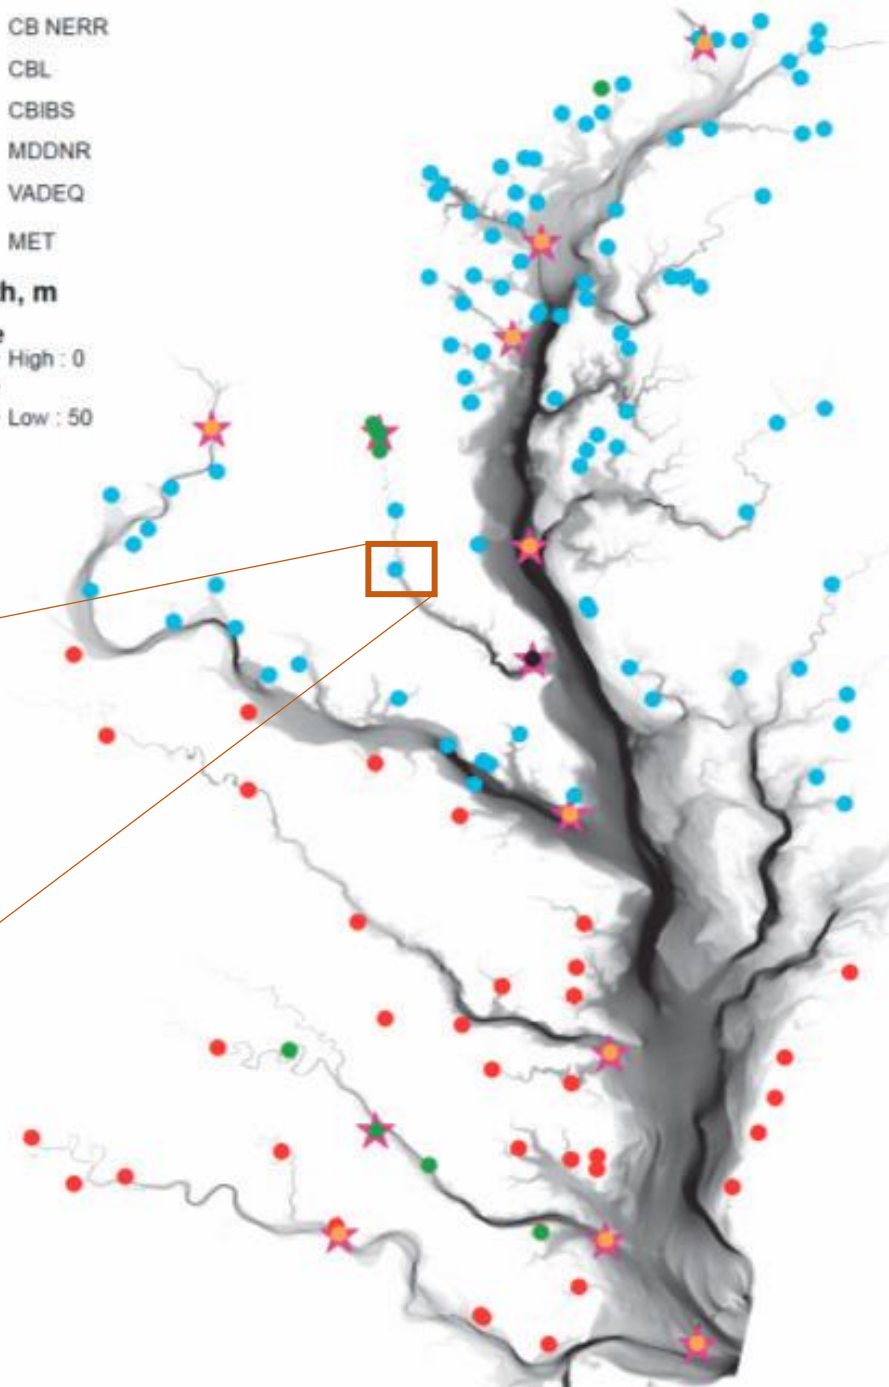 CB NERR
CBL
CBIBS
MDDNR
VADEQ
MET
h, m
e
High : 0
Low : 50